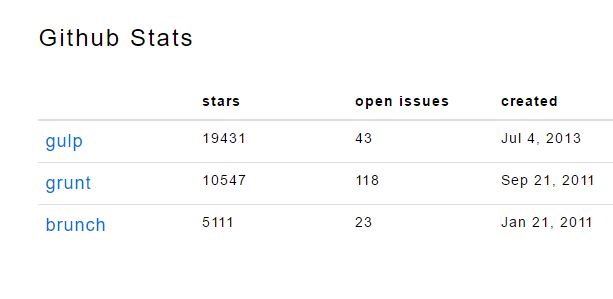 Github Stats
stars open issues created
gulp 19431 43 Jul 4, 2013
grunt 10547 118 Sep 21, 2011
brunch 5111 23 Jan 21, 2011